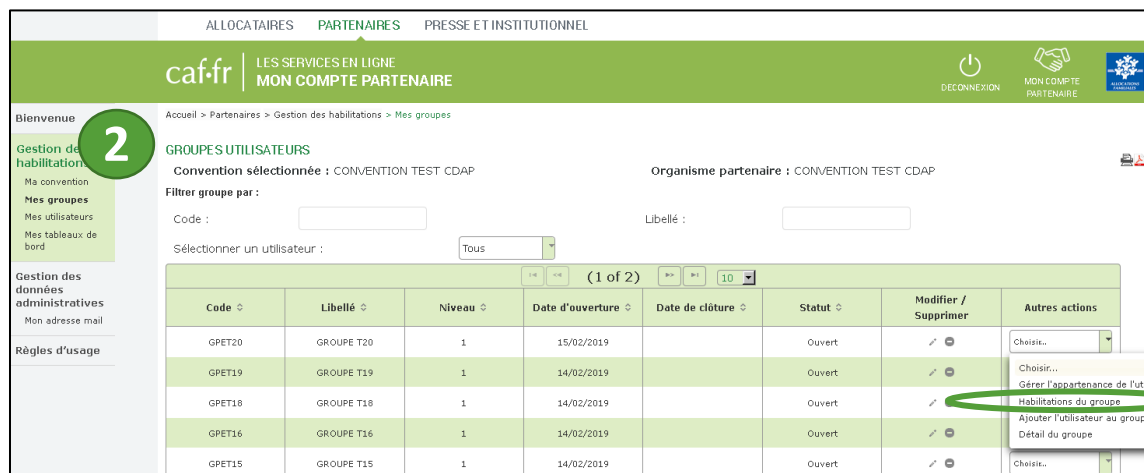 ALLOCATAIRES PARTENAIRES PRESSE ET INSTITUTIONNEL
caf.fr LES SERVICES EN LIGNE
MON COMPTE PARTENAIRE
DECONNEXION
MON COMPTE
PARTENAIRE
ALLOCATIONS
FAMILIALES
Bienvenue
2
Gestion
habilitation
Ma convention
Mes groupes
Mes utilisateurs
Mes tableaux de
bord
Gestion des
données
administratives
Mon adresse mail
Règles d'usage
Accueil > Partenaires > Gestion des habilitations > Mes groupes
GROUPES UTILISATEURS
Convention sélectionnée : CONVENTION TEST CDAP Organisme partenaire : CONVENTION TEST CDAP
Filtrer groupe par :
Code : Libellé :
Sélectionner un utilisateur : Tous
(1 of 2) 10
Code Libellé Niveau Date d'ouverture Date de clôture Statut Modifier / Supprimer Autres actions
GPET20 GROUPE T20 1 15/02/2019 Ouvert Choisir...
GPET19 GROUPE T19 1 14/02/2019 Ouvert
GPET18 GROUPE T18 1 14/02/2019 Ouvert
GPET16 GROUPE T16 1 14/02/2019 Ouvert
GPET15 GROUPE T15 1 14/02/2019 Ouvert Choisir...
Choisir...
Gérer l'appartenance de l'ut
Habilitations du groupe
Ajouter l'utilisateur au group
Détail du groupe